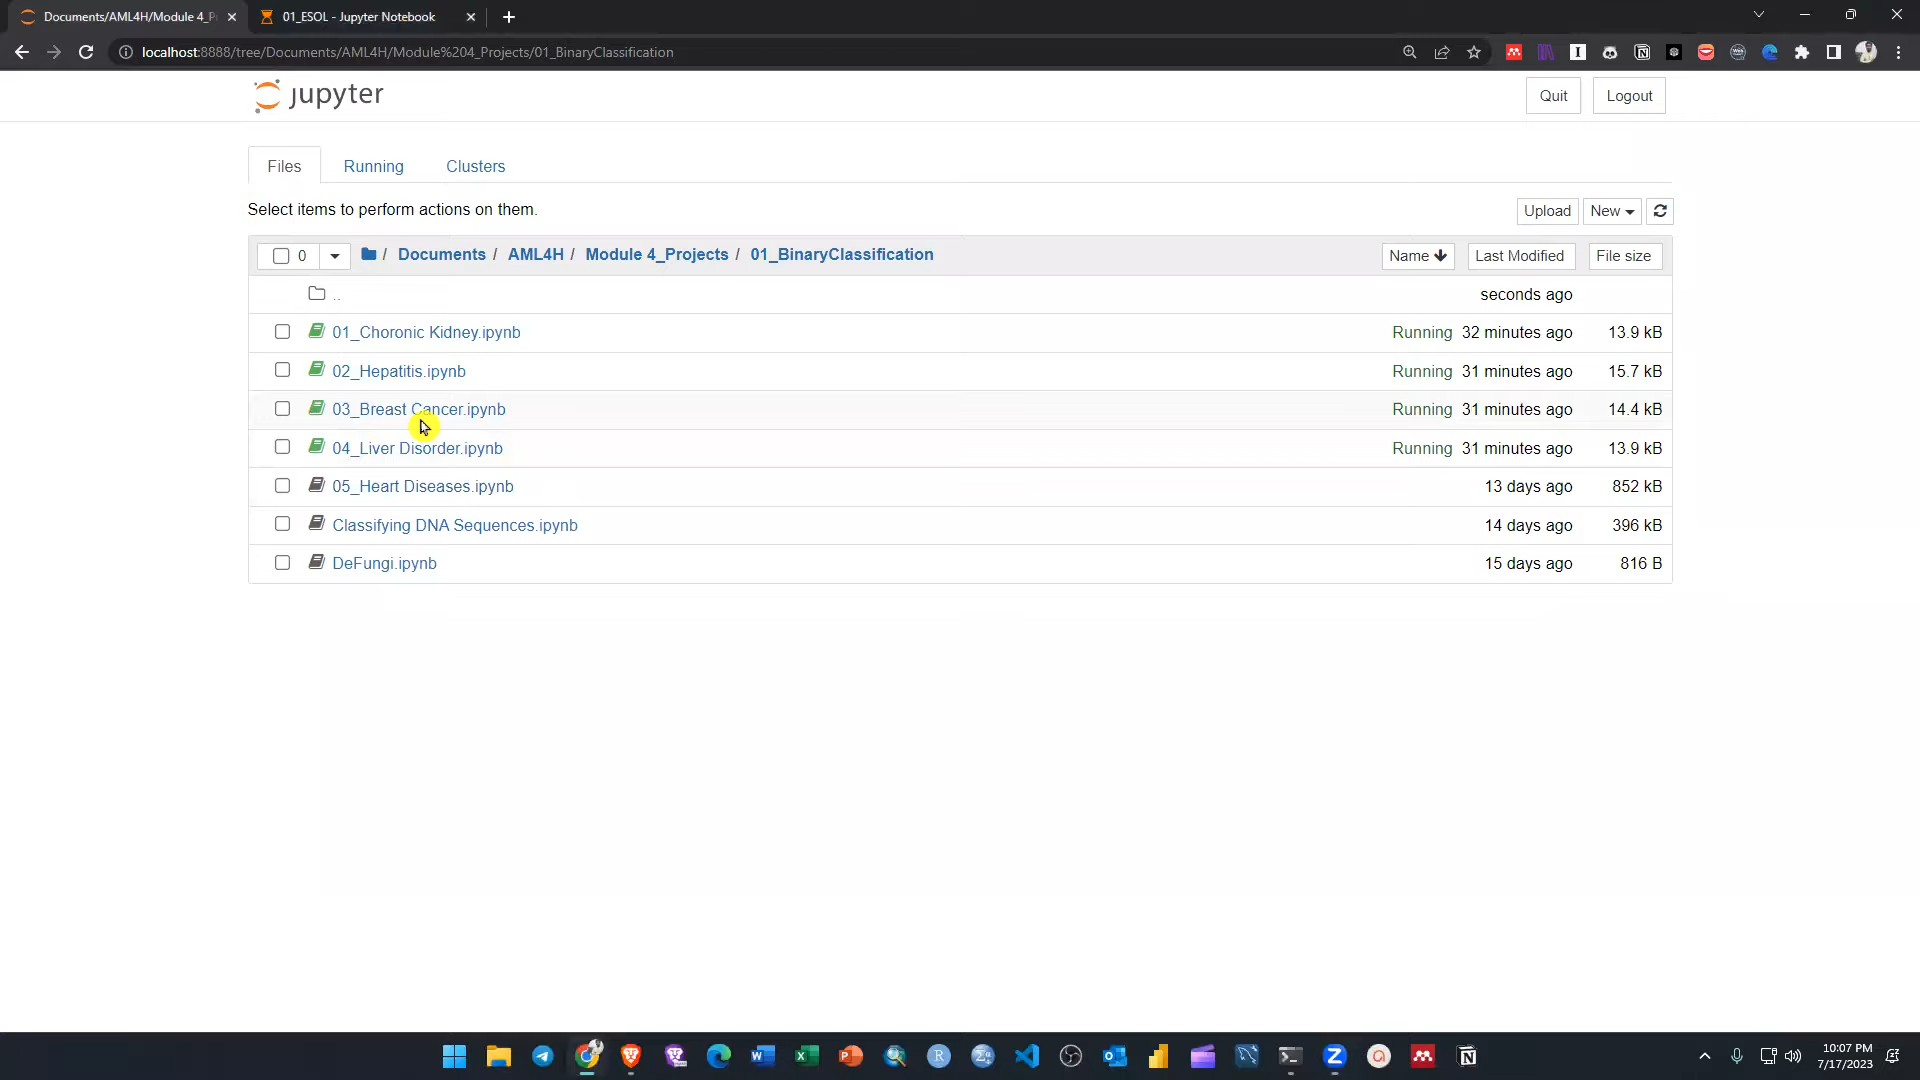 Documents/AML4H/Module 4_P
01_ESOL - Jupyter Notebook
localhost:8888/tree/Documents/AML4H/Module%204_Projects/01_BinaryClassification
jupyter
Quit Logout
Files Running Clusters
Select items to perform actions on them.
Upload New
0 / Documents / AML4H / Module 4_Projects / 01_BinaryClassification Name Last Modified File size
.. seconds ago
01_Choronic Kidney.ipynb Running 32 minutes ago 13.9 kB
02_Hepatitis.ipynb Running 31 minutes ago 15.7 kB
03_Breast Cancer.ipynb Running 31 minutes ago 14.4 kB
04_Liver Disorder.ipynb Running 31 minutes ago 13.9 kB
05_Heart Diseases.ipynb 13 days ago 852 kB
Classifying DNA Sequences.ipynb 14 days ago 396 kB
DeFungi.ipynb 15 days ago 816 B
10:07 PM
7/17/2023